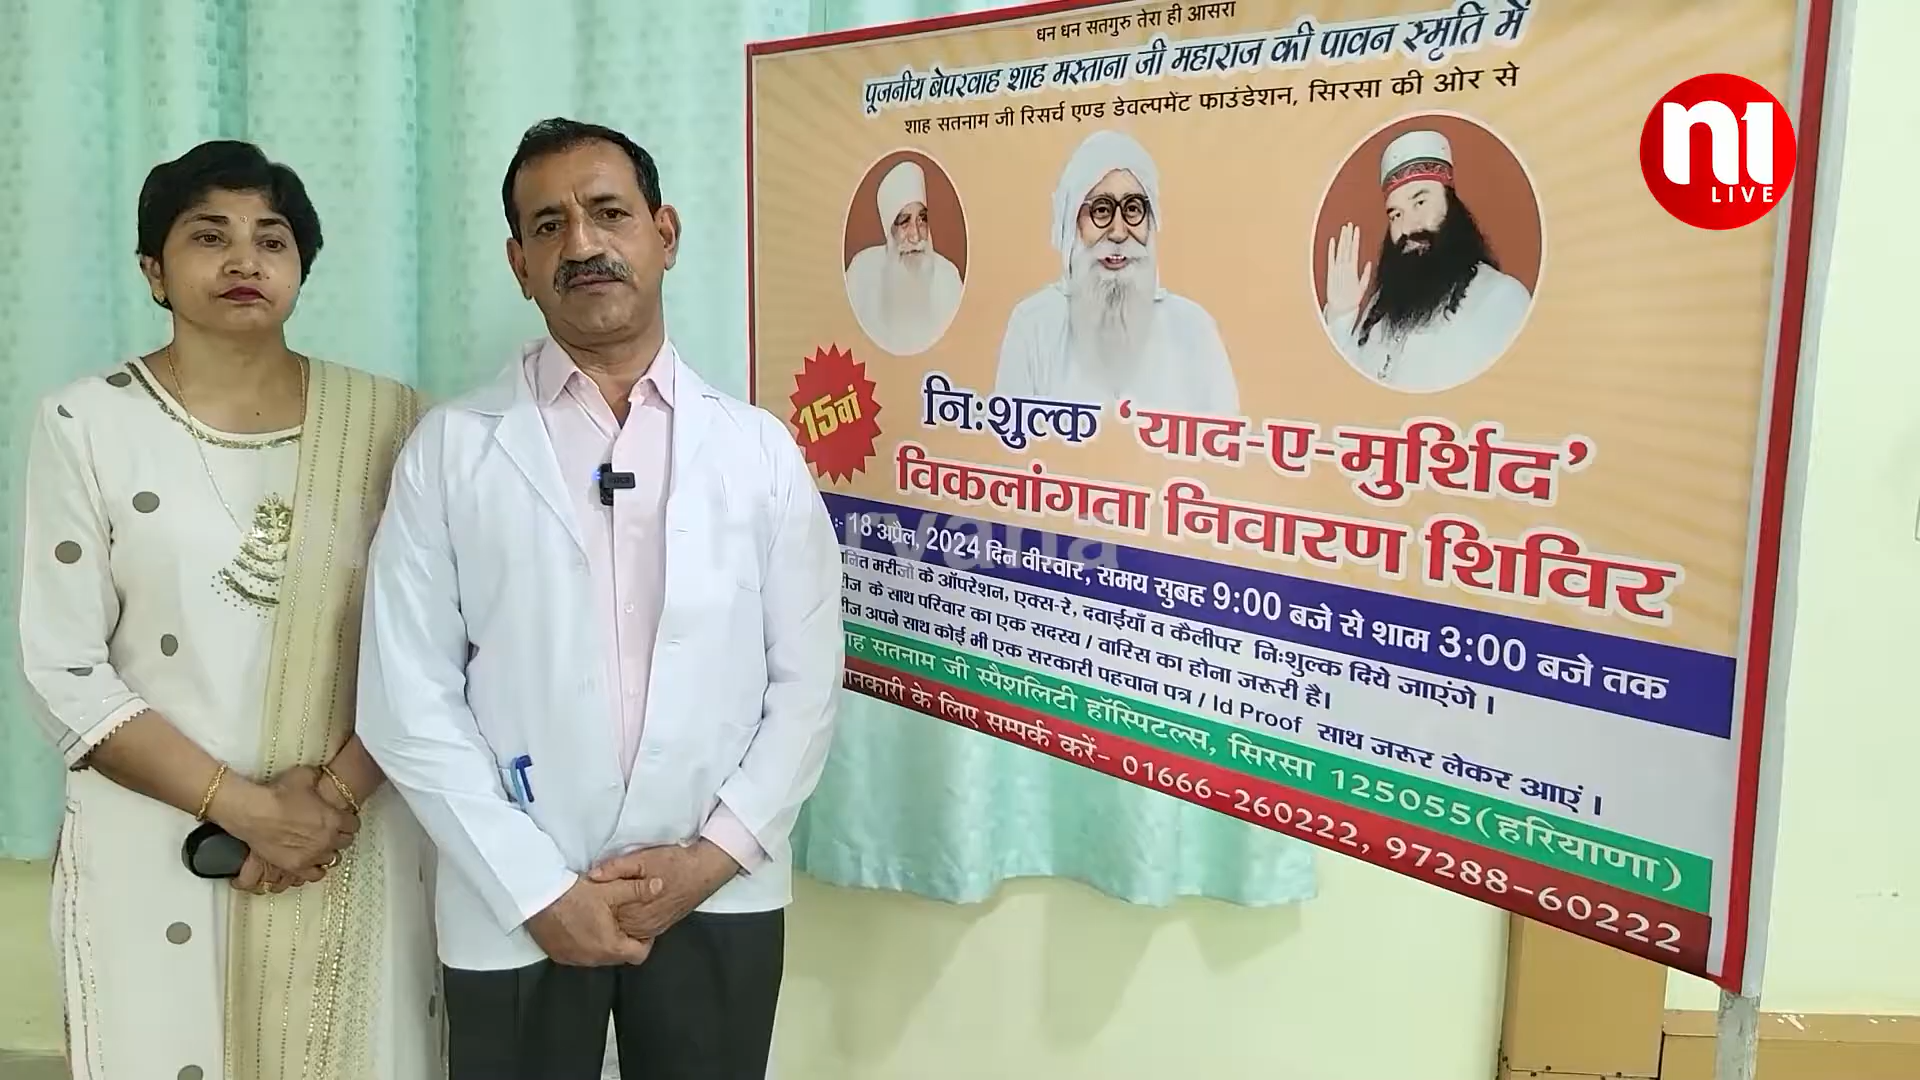 धन धन सतगुरु तेरा ही आसरा
पूजनीय बेपरवाह शाह मस्ताना जी महाराज की पावन स्मृति में
शाह सतनाम जी रिसर्च एण्ड डेवल्पमेंट फाउंडेशन, सिरसा की ओर से
n1
LIVE
15वां
निःशुल्क ‘याद-ए-मुर्शिद’
विकलांगता निवारण शिविर
:- 18 अप्रैल, 2024 दिन वीरवार, समय सुबह 9:00 बजे से शाम 3:00 बजे तक
मरीजो के ऑपरेशन, एक्स-रे, दवाईयाँ व कैलीपर निःशुल्क दिये जाएंगे।
के साथ परिवार का एक सदस्य / वारिस का होना जरूरी है।
अपने साथ कोई भी एक सरकारी पहचान पत्र / Id Proof साथ जरूर लेकर आएं।
सतनाम जी स्पैशलिटी हॉस्पिटल्स, सिरसा 125055(हरियाणा)
के लिए सम्पर्क करें- 01666-260222, 97288-60222